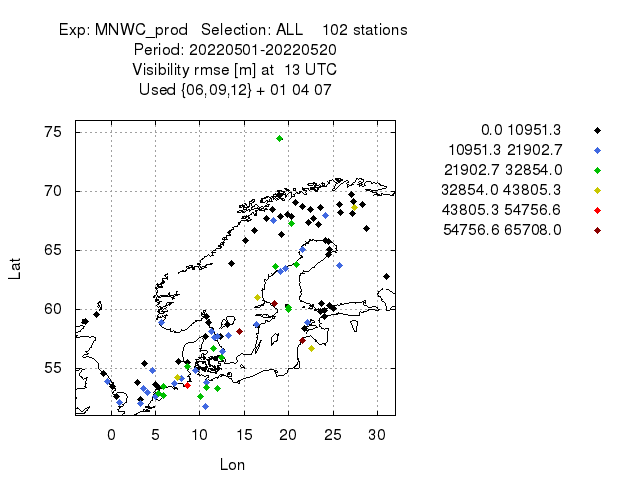 Exp: MNWC_prod Selection: ALL 102 stations
Period: 20220501-20220520
Visibility rmse [m] at 13 UTC
Used {06,09,12} + 01 04 07
75
70
65
60
55
0 5 10 15 20 25 30
Lat
Lon
0.0 10951.3
10951.3 21902.7
21902.7 32854.0
32854.0 43805.3
43805.3 54756.6
54756.6 65708.0